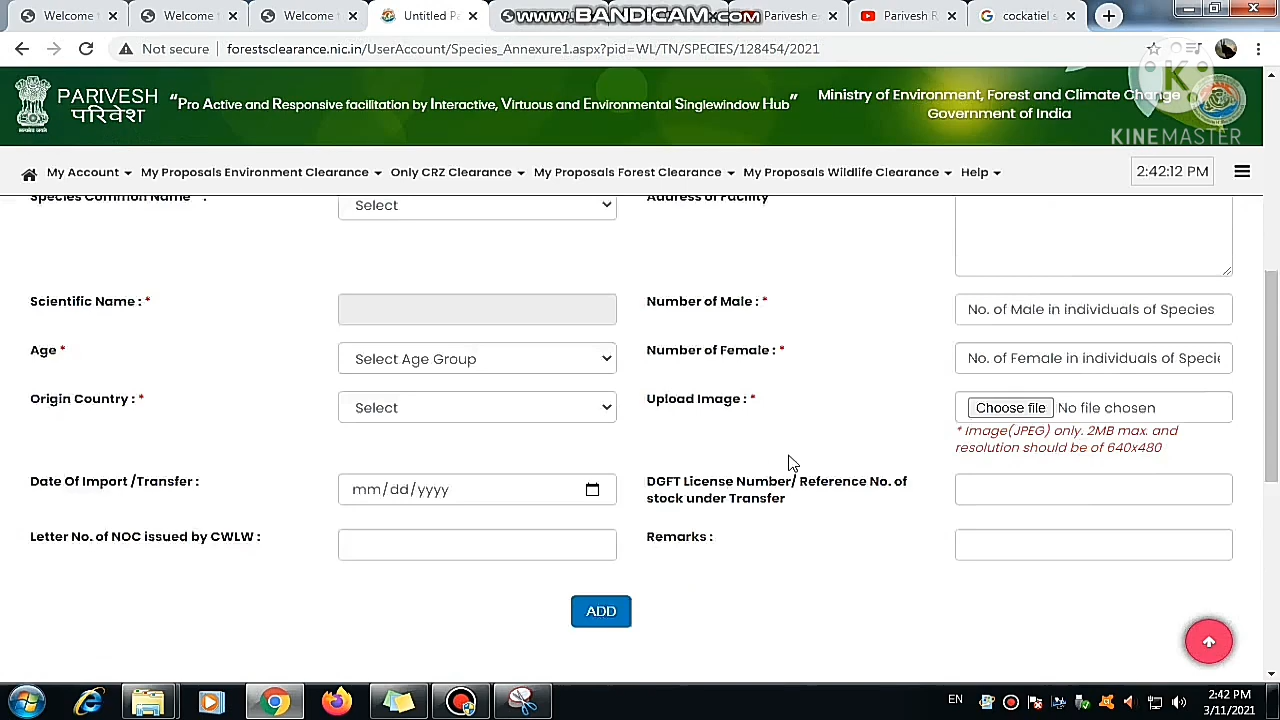 Welcome t
Welcome t
Welcome t
Untitled Pa
www.BANDICAM.com
Parivesh e
Parivesh R
cockatiel s
Not secure
forestsclearance.nic.in/UserAccount/Species_Annexure1.aspx?pid=WL/TN/SPECIES/128454/2021
PARIVESH
परिवेश
"Pro Active and Responsive facilitation by Interactive, Virtuous and Environmental Singlewindow Hub"
Ministry of Environment, Forest and Climate Change
Government of India
K
KINEMASTER
My Account
My Proposals Environment Clearance
Only CRZ Clearance
My Proposals Forest Clearance
My Proposals Wildlife Clearance
Help
2:42:12 PM
Species Common Name * :
Select
Address of Facility
Scientific Name : *
Number of Male : *
No. of Male in individuals of Species
Age *
Select Age Group
Number of Female : *
No. of Female in individuals of Specie
Origin Country : *
Select
Upload Image : *
Choose file No file chosen
* Image(JPEG) only. 2MB max. and
resolution should be of 640x480
Date Of Import /Transfer :
mm/dd/yyyy
DGFT License Number/ Reference No. of
stock under Transfer
Letter No. of NOC issued by CWLW :
Remarks :
ADD
EN
2:42 PM
3/11/2021